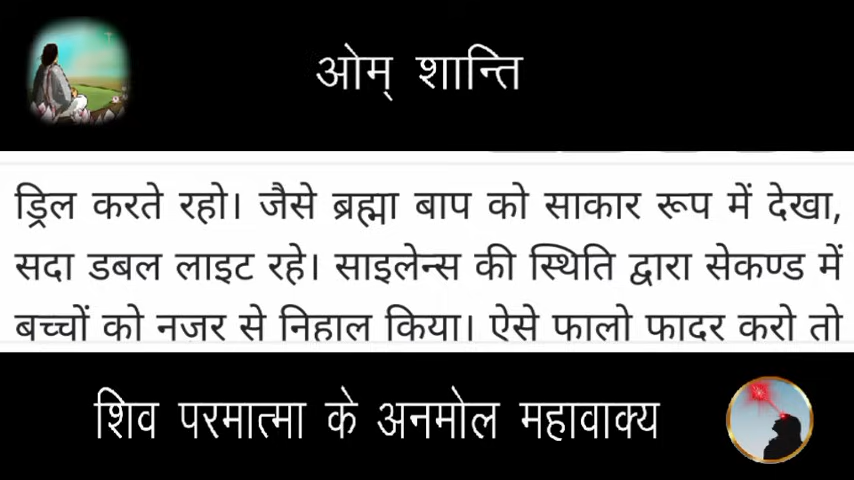 ओम् शान्ति
ड्रिल करते रहो। जैसे ब्रह्मा बाप को साकार रूप में देखा,
सदा डबल लाइट रहे। साइलेन्स की स्थिति द्वारा सेकण्ड में
बच्चों को नजर से निहाल किया। ऐसे फालो फादर करो तो
शिव परमात्मा के अनमोल महावाक्य